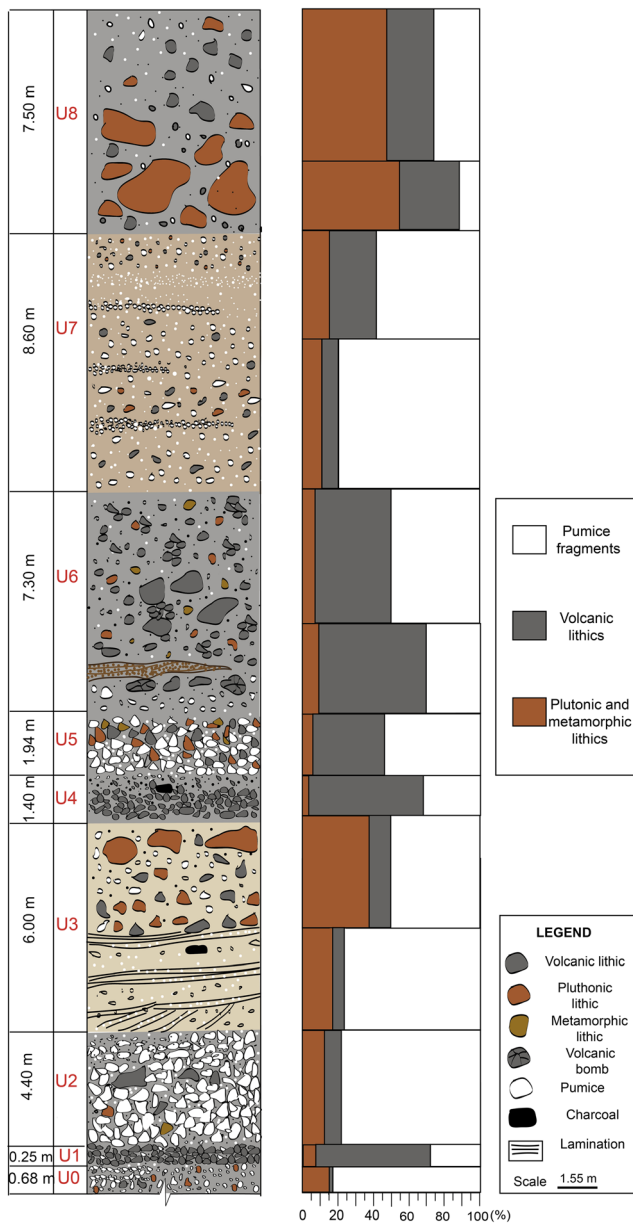 7.50 m
U8
8.60 m
U7
7.30 m
U6
1.94 m
U5
1.40 m
U4
6.00 m
U3
4.40 m
U2
0.25 m
U1
0.68 m
U0
0 20 40 60 80 100(%)
Pumice
fragments
Volcanic
lithics
Plutonic and
metamorphic
lithics
LEGEND
Volcanic lithic
Pluthonic
lithic
Metamorphic
lithic
Volcanic
bomb
Pumice
Charcoal
Lamination
Scale 1.55 m